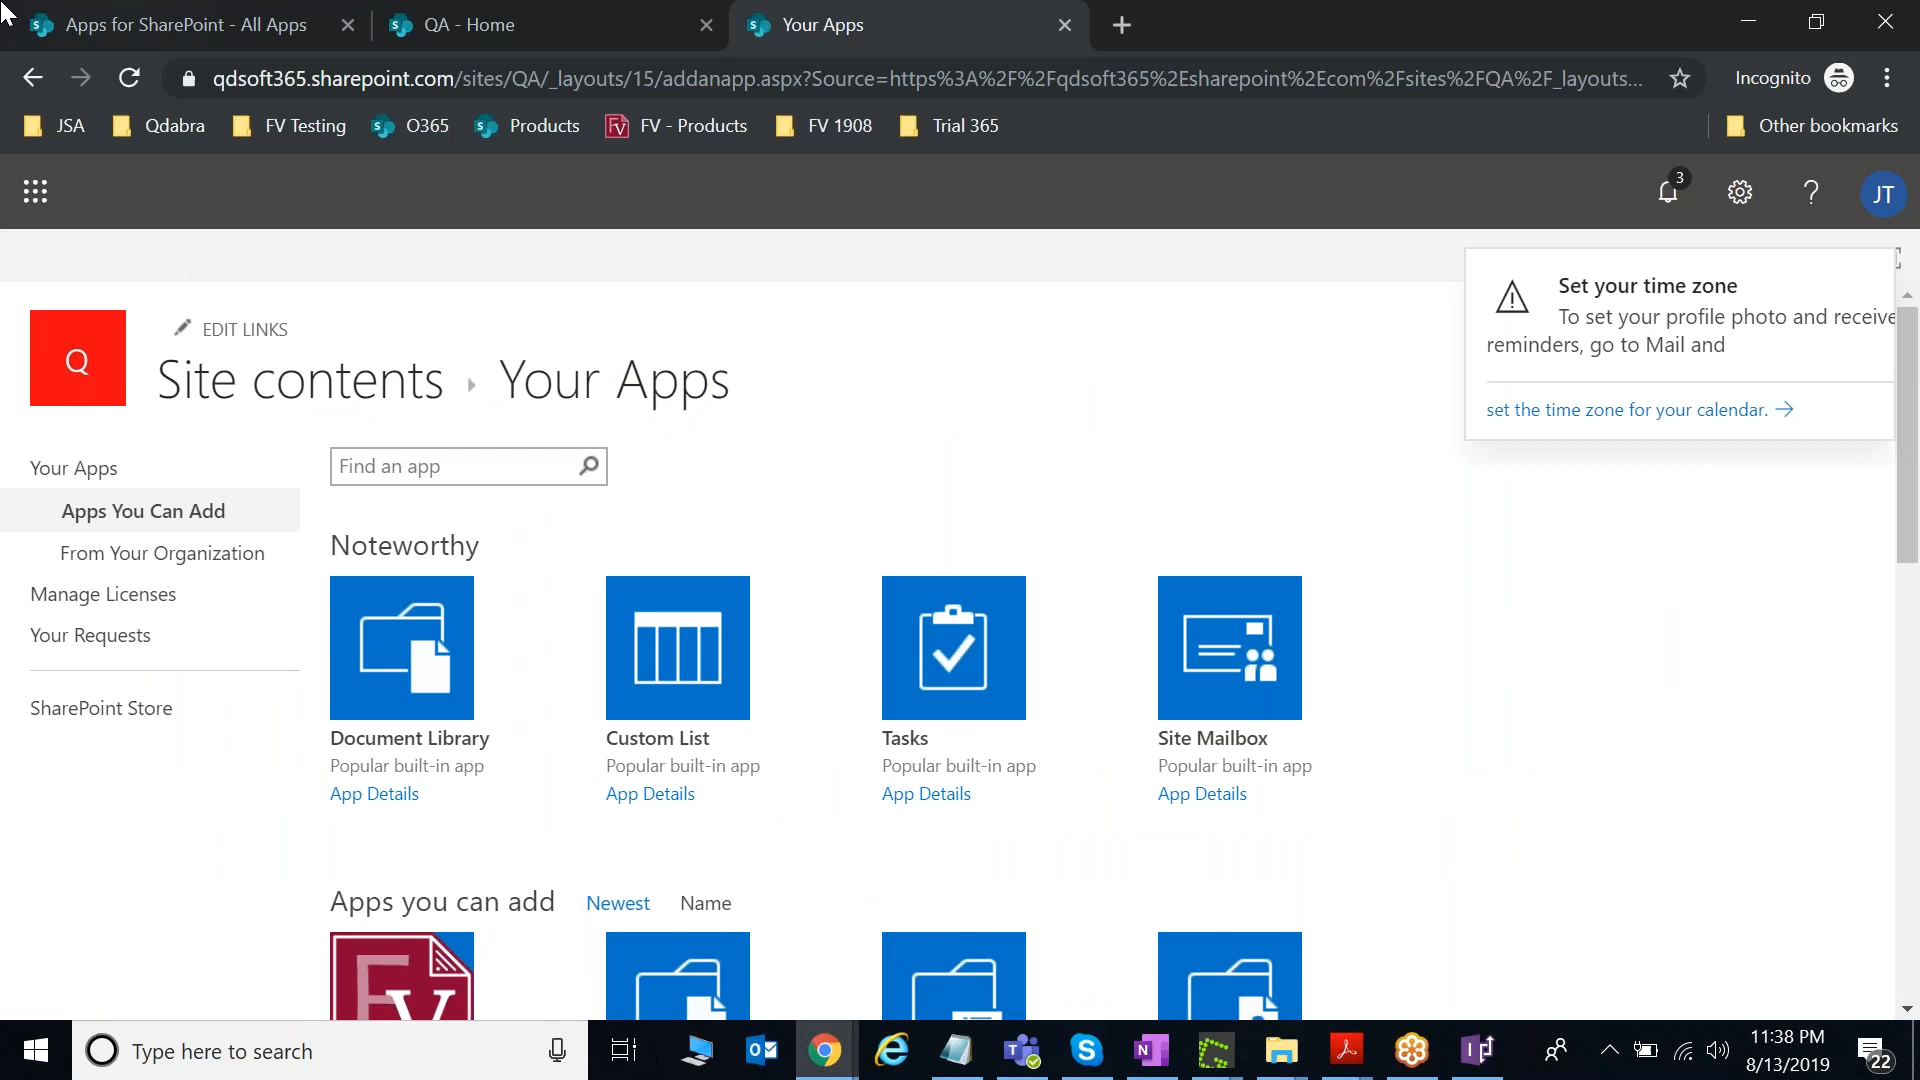 Apps for SharePoint - All Apps
QA - Home
Your Apps
qdsoft365.sharepoint.com/sites/QA/_layouts/15/addanapp.aspx?Source=https%3A%2F%2Fqdsoft365%2Esharepoint%2Ecom%2Fsites%2FQA%2F_layouts...
Incognito
JSA
Qdabra
FV Testing
O365
Products
FV - Products
FV 1908
Trial 365
Other bookmarks
3
JT
Set your time zone
To set your profile photo and receive
reminders, go to Mail and
set the time zone for your calendar.
Q
EDIT LINKS
Site contents
Your Apps
Your Apps
Apps You Can Add
From Your Organization
Manage Licenses
Your Requests
SharePoint Store
Find an app
Noteworthy
Document Library
Popular built-in app
App Details
Custom List
Popular built-in app
App Details
Tasks
Popular built-in app
App Details
Site Mailbox
Popular built-in app
App Details
Apps you can add
Newest
Name
FV
Type here to search
11:38 PM
8/13/2019
22